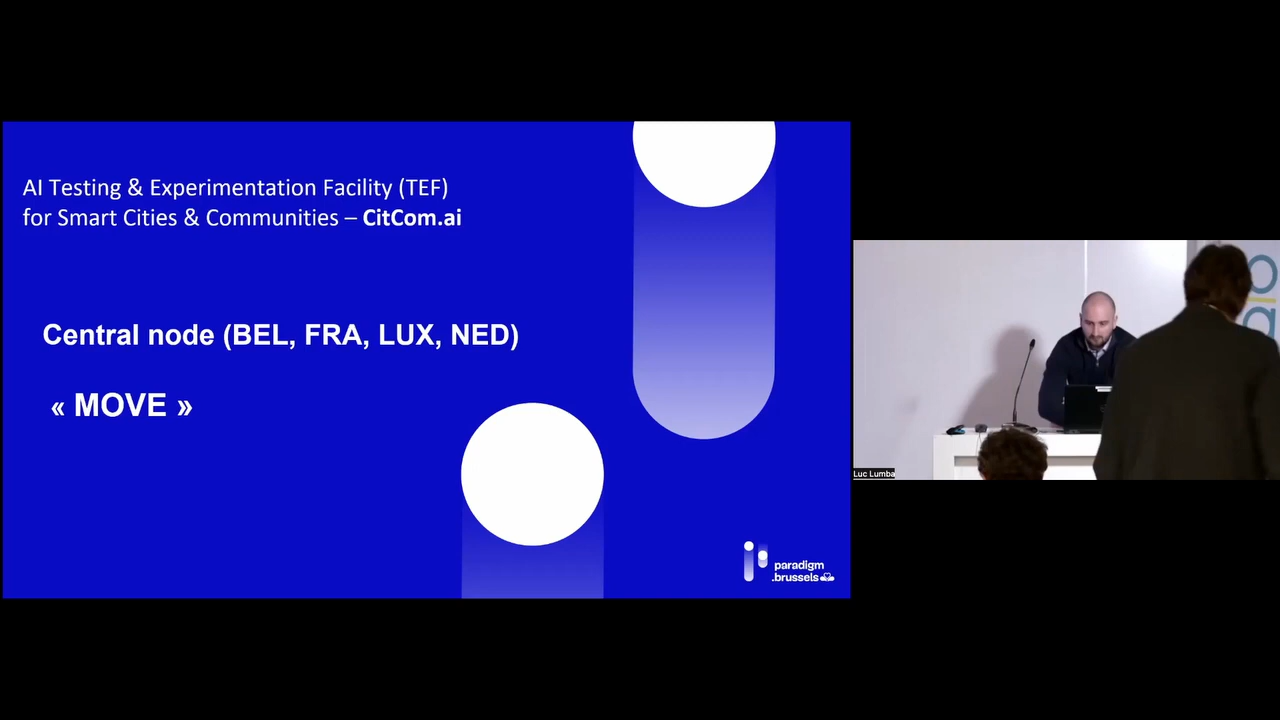 AI Testing & Experimentation Facility (TEF)
for Smart Cities & Communities – CitCom.ai
Central node (BEL, FRA, LUX, NED)
« MOVE »
paradigm
.brussels
Luc Lumba